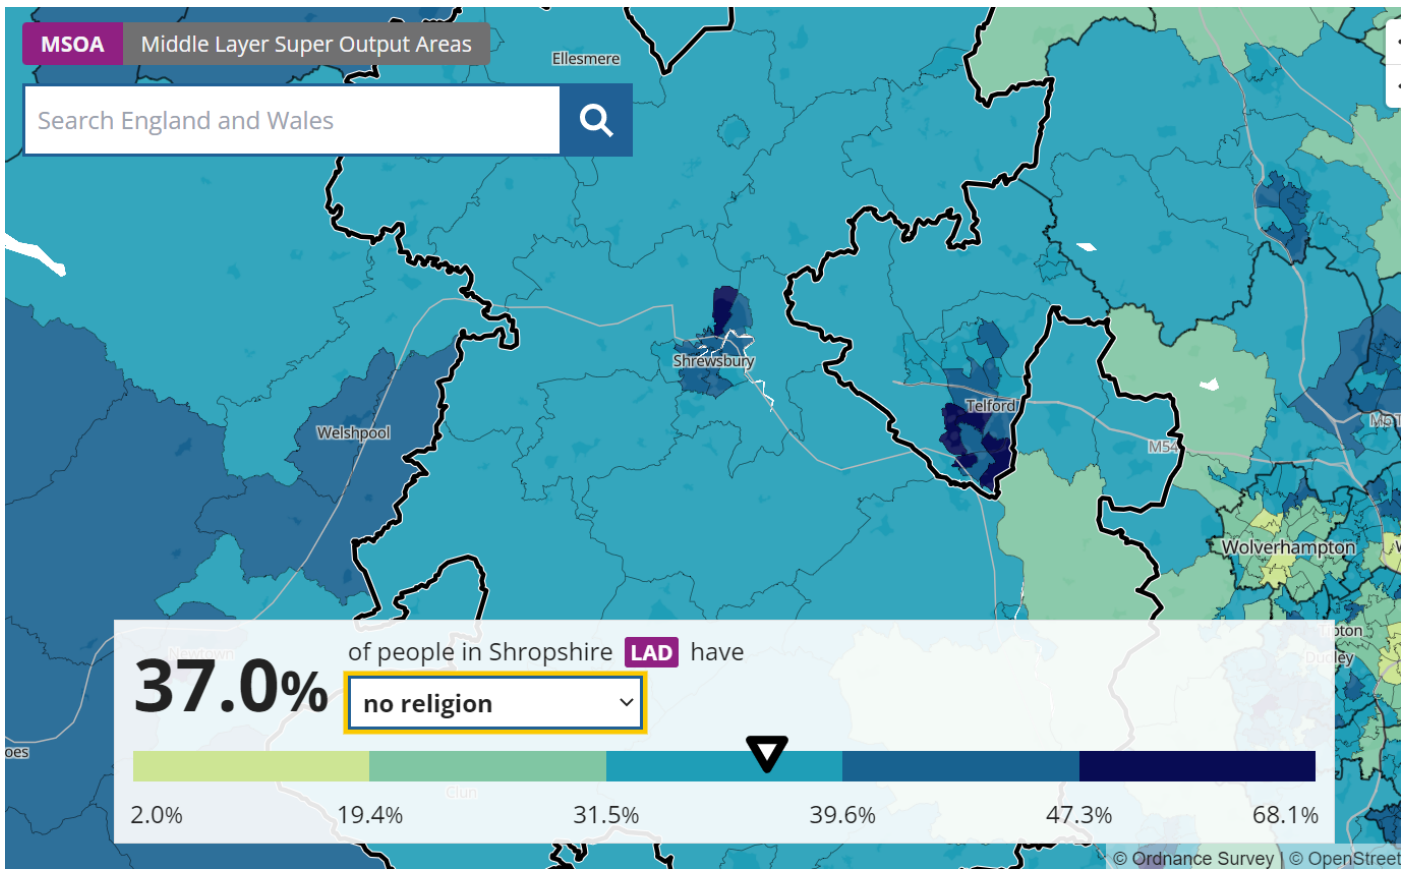 MSOA Middle Layer Super Output Areas
Ellesmere
Search England and Wales
Shrewsbury
Telford
Welshpool
M54
Wolverhampton
Newtown
of people in Shropshire LAD have
37.0%
no religion
Dudley
Clun
2.0% 19.4% 31.5% 39.6% 47.3% 68.1%
© Ordnance Survey | © OpenStreet